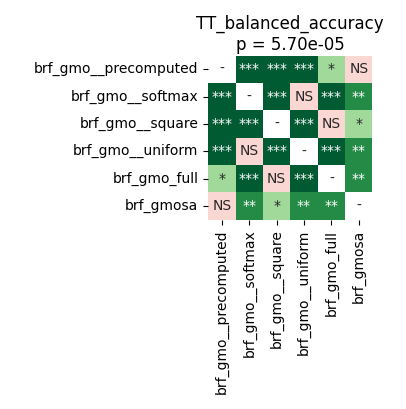 TT_balanced_accuracy
p = 5.70e-05
brf_gmo__precomputed - *** *** *** * NS
brf_gmo__softmax *** - *** NS *** **
brf_gmo__square *** *** - *** NS *
brf_gmo__uniform *** NS *** - *** **
brf_gmo_full * *** NS *** - **
brf_gmosa NS ** * ** ** -
brf_gmo__precomputed
brf_gmo__softmax
brf_gmo__square
brf_gmo__uniform
brf_gmo_full
brf_gmosa